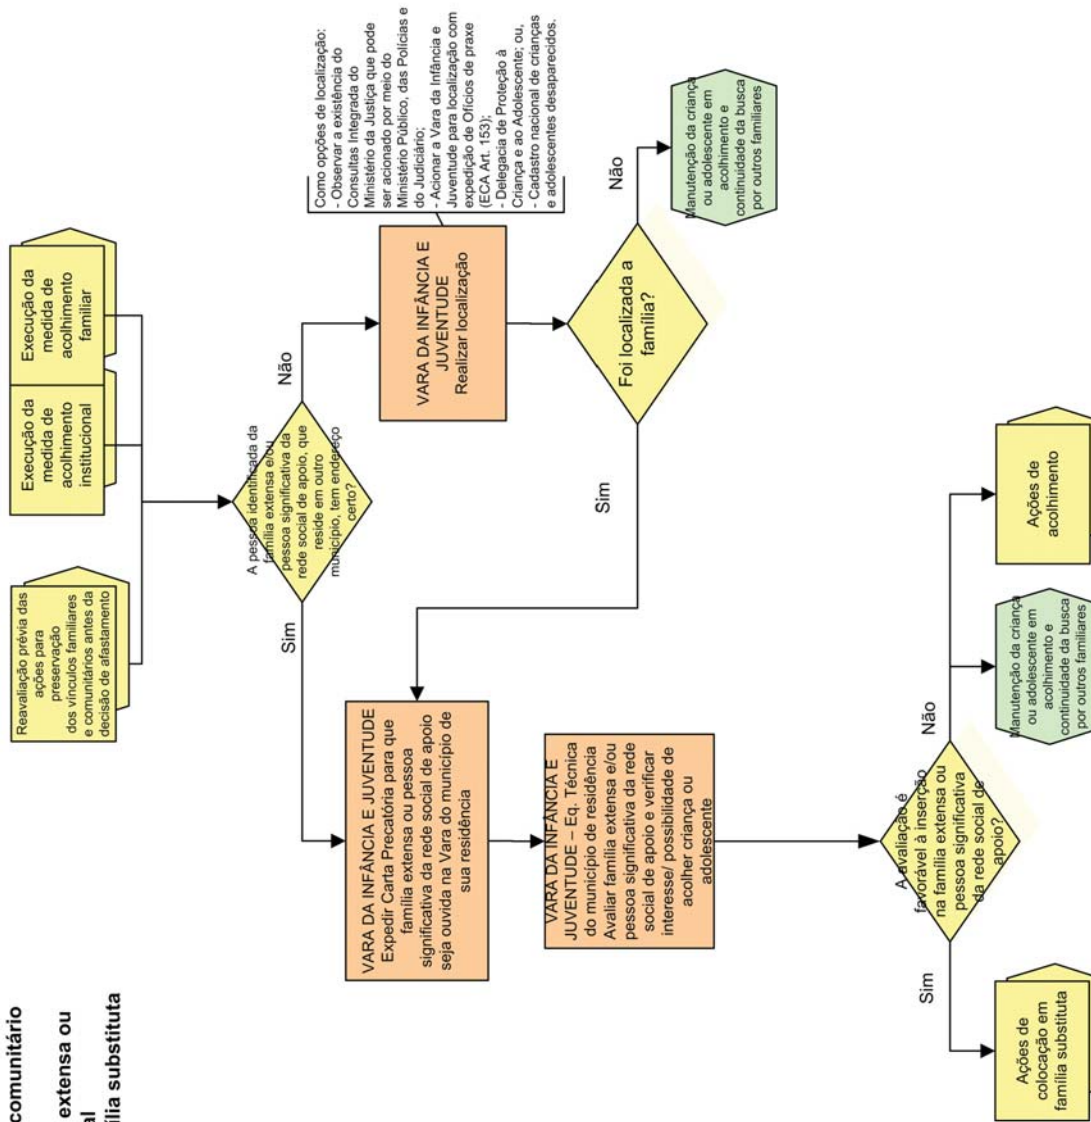 comunitário
extensa ou
al
ília substituta
Reavaliação prévia das
ações para
preservação
dos vínculos familiares
e comunitários antes da
decisão de afastamento
Execução da
medida de
acolhimento
institucional
Execução da
medida de
acolhimento
familiar
A pessoa identificada da
família extensa e/ou
pessoa significativa da
rede social de apoio, que
reside em outro
município, tem endereço
certo?
Sim
Não
VARA DA INFÂNCIA E
JUVENTUDE
Realizar localização
Como opções de localização:
- Observar a existência do
Consultas Integrada do
Ministério da Justiça que pode
ser acionado por meio do
Ministério Público, das Polícias e
do Judiciário;
- Acionar a Vara da Infância e
Juventude para localização com
expedição de Ofícios de praxe
(ECA Art. 153);
- Delegacia de Proteção à
Criança e ao Adolescente; ou,
- Cadastro nacional de crianças
e adolescentes desaparecidos.
Foi localizada a
família?
Sim
Não
Manutenção da criança
ou adolescente em
acolhimento e
continuidade da busca
por outros familiares
VARA DA INFÂNCIA E JUVENTUDE
Expedir Carta Precatória para que
família extensa ou pessoa
significativa da rede social de apoio
seja ouvida na Vara do município de
sua residência
VARA DA INFÂNCIA E
JUVENTUDE – Eq. Técnica
do município de residência
Avaliar família extensa e/ou
pessoa significativa da rede
social de apoio e verificar
interesse/ possibilidade de
acolher criança ou
adolescente
A avaliação é
favorável à inserção
na família extensa ou
pessoa significativa
da rede social de
apoio?
Sim
Não
Ações de
colocação em
família substituta
Manutenção da criança
ou adolescente em
acolhimento e
continuidade da busca
por outros familiares
Ações de
acolhimento